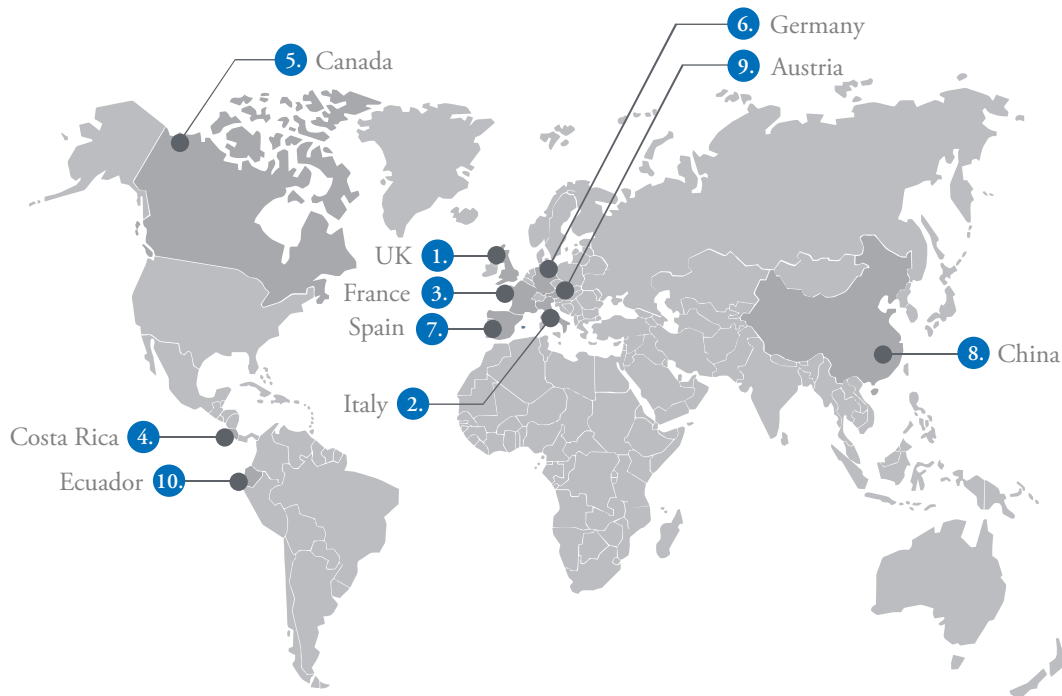 6. Germany
5. Canada
9. Austria
UK 1.
France 3.
Spain 7.
8. China
Italy 2.
Costa Rica 4.
Ecuador 10.